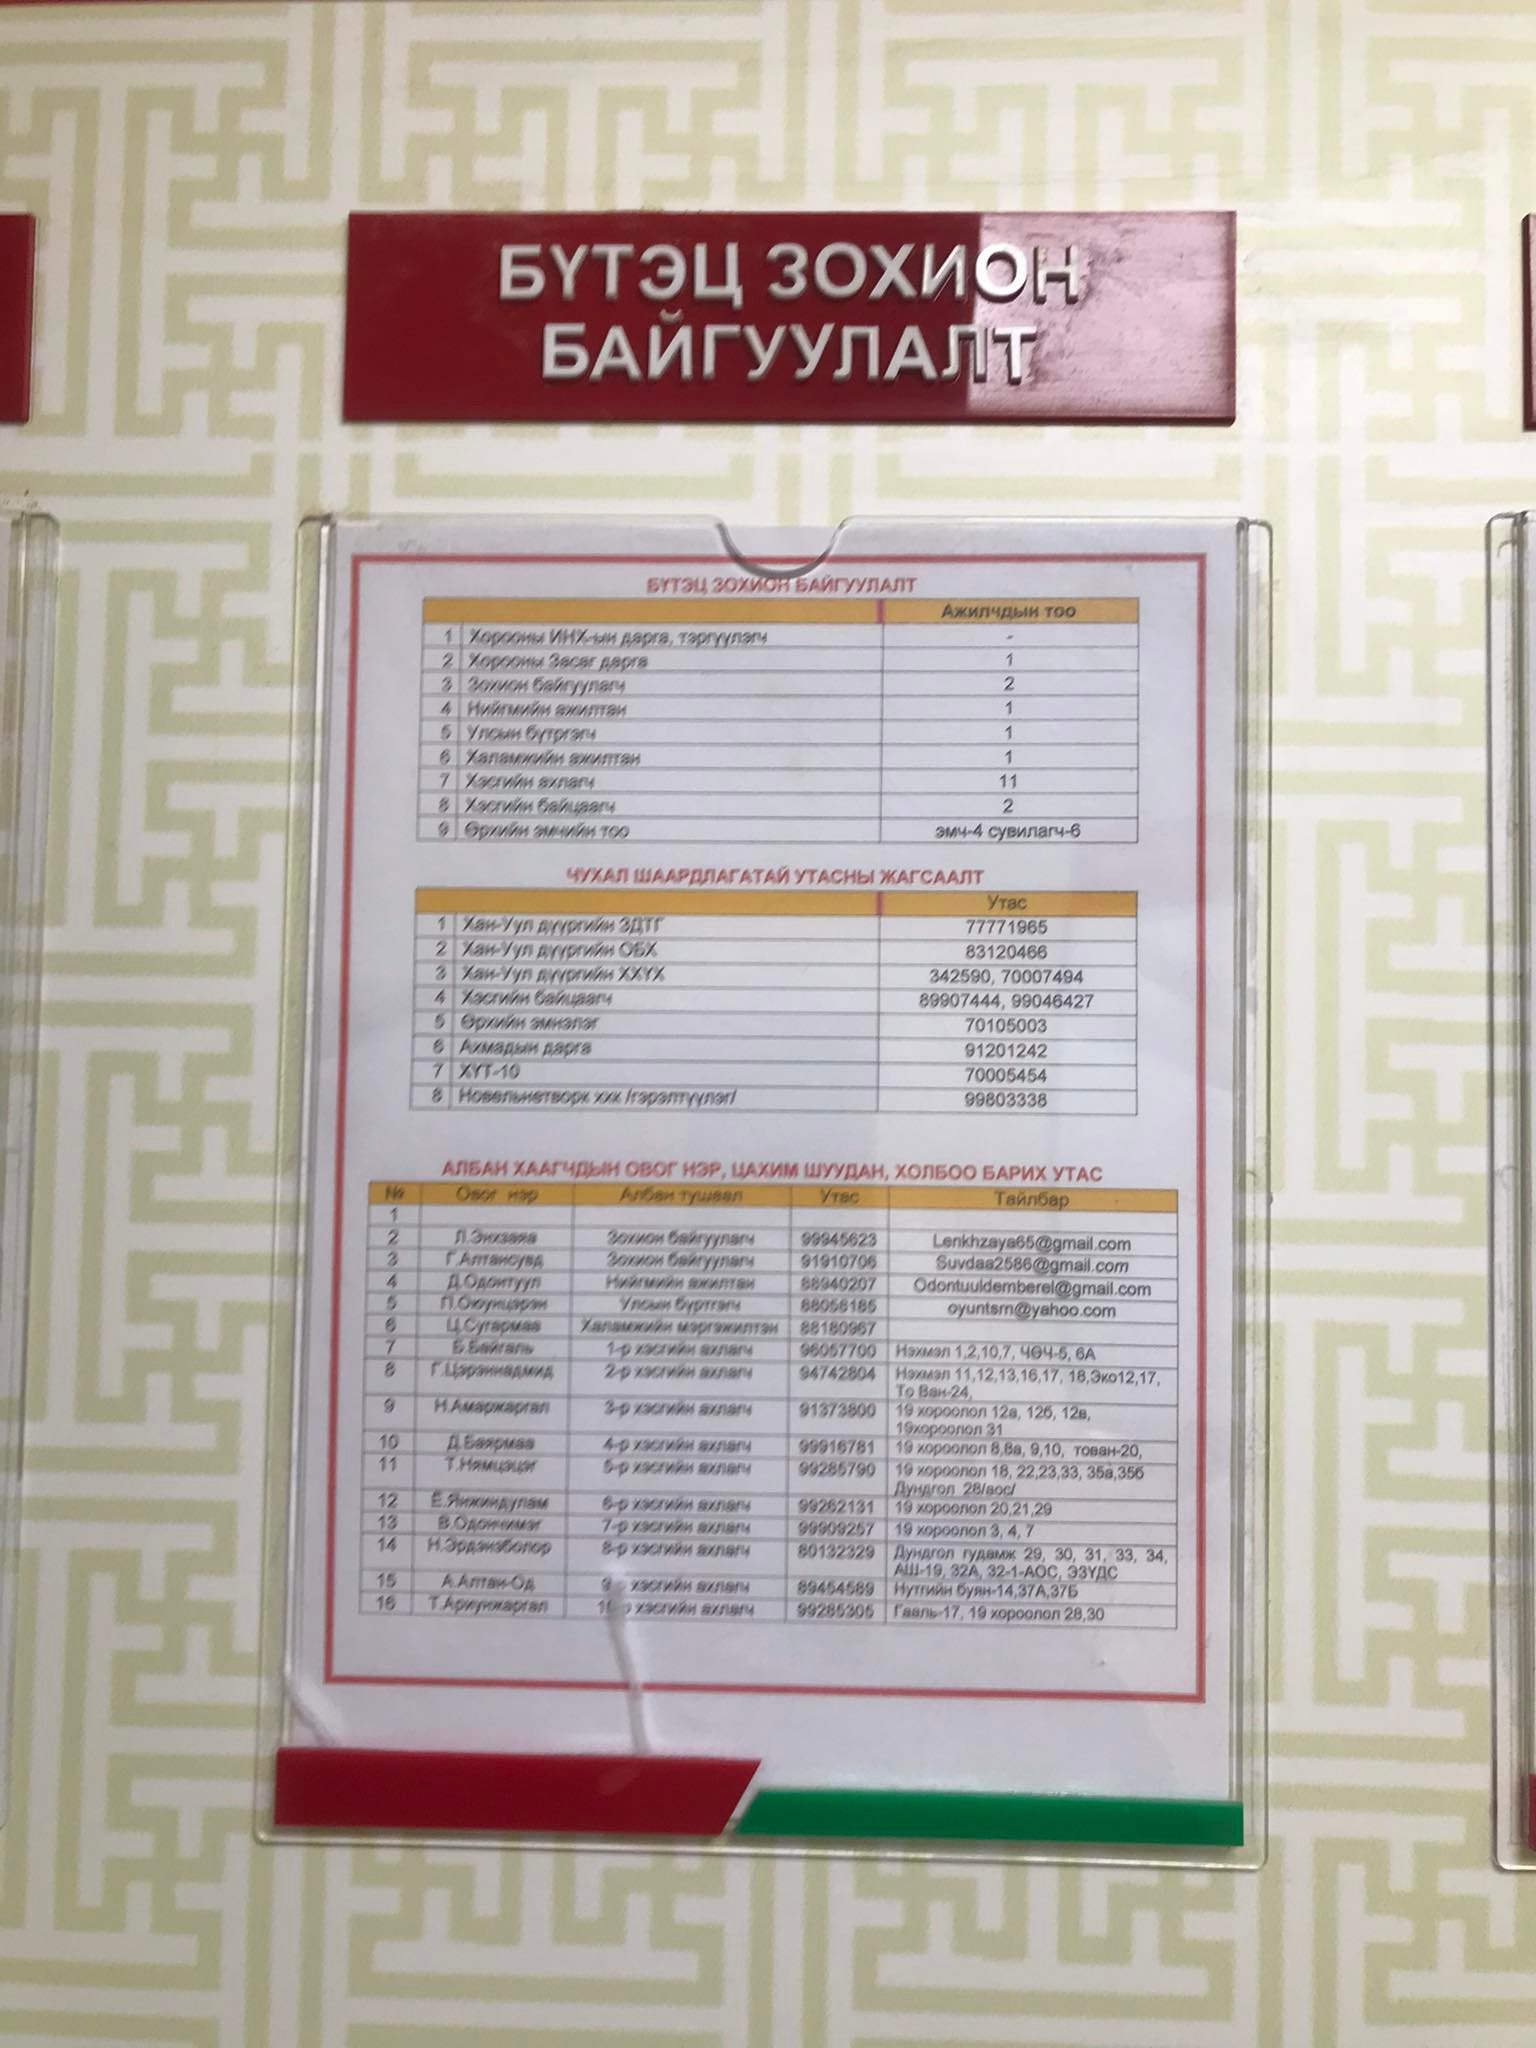 БҮТЭЦ ЗОХИОН
БАЙГУУЛАЛТ
БҮТЭЦ ЗОХИОН БАЙГУУЛАЛТ
Ажилчдын тоо
1 Хорооны ИНХ-ын дарга, тэргүүлэгч -
2 Хорооны Засаг дарга 1
3 Зохион байгуулагч 2
4 Нийгмийн ажилтан 1
5 Улсын бүтргэгч 1
6 Халамжийн ажилтан 1
7 Хэсгийн ахлагч 11
8 Хэсгийн байцаагч 2
9 Өрхийн эмчийн тоо эмч-4 сувилагч-6
ЧУХАЛ ШААРДЛАГАТАЙ УТАСНЫ ЖАГСААЛТ
Утас
1 Хан-Уул дүүргийн ЗДТГ 77771965
2 Хан-Уул дүүргийн ОБХ 83120466
3 Хан-Уул дүүргийн ХХҮХ 342590, 70007494
4 Хэсгийн байцаагч 89907444, 99046427
5 Өрхийн эмнэлэг 70105003
6 Ахмадын дарга 91201242
7 ХҮТ-10 70005454
8 Новельнетворк ххк /гэрэлтүүлэг/ 99803338
АЛБАН ХААГЧДЫН ОВОГ НЭР, ЦАХИМ ШУУДАН, ХОЛБОО БАРИХ УТАС
№ Овог нэр Албан тушаал Утас Тайлбар
1
2 Л.Энхзаяа Зохион байгуулагч 99945623 Lenkhzaya65@gmail.com
3 Г.Алтансувд Зохион байгуулагч 91910706 Suvdaa2586@gmail.com
4 Д.Одонтуул Нийгмийн ажилтан 88940207 Odontuuldemberel@gmail.com
5 П.Оюунцэрэн Улсын бүртгэгч 88058185 oyuntsm@yahoo.com
6 Ц.Сугармаа Халамжийн мэргэжилтэн 88180967
7 Б.Байгаль 1-р хэсгийн ахлагч 96057700 Нэхмэл 1,2,10,7, ЧӨЧ-5, 6А
8 Г.Цэрэннадмид 2-р хэсгийн ахлагч 94742804 Нэхмэл 11,12,13,16,17, 18,Эко12,17,
То Ван-24,
9 Н.Амаржаргал 3-р хэсгийн ахлагч 91373800 19 хороолол 12а, 12б, 12в,
19хороолол 31
10 Д.Баярмаа 4-р хэсгийн ахлагч 99916781 19 хороолол 8,8а, 9,10, тован-20,
11 Т.Нямцэцэг 5-р хэсгийн ахлагч 99285790 19 хороолол 18, 22,23,33, 35а,35б
Дундгол 28/аос/
12 Ё.Янжиндулам 6-р хэсгийн ахлагч 99262131 19 хороолол 20,21,29
13 В.Одончимэг 7-р хэсгийн ахлагч 99909257 19 хороолол 3, 4, 7
14 Н.Эрдэнэболор 8-р хэсгийн ахлагч 80132329 Дундгол гудамж 29, 30, 31, 33, 34,
АШ-19, 32А, 32-1-АОС, ЭЗҮДС
15 А.Алтан-Од хэсгийн ахлагч 89454589 Нутгийн буян-14,37А,37Б
16 Т.Ариунжаргал хэсгийн ахлагч 99285305 Гааль-17, 19 хороолол 28,30